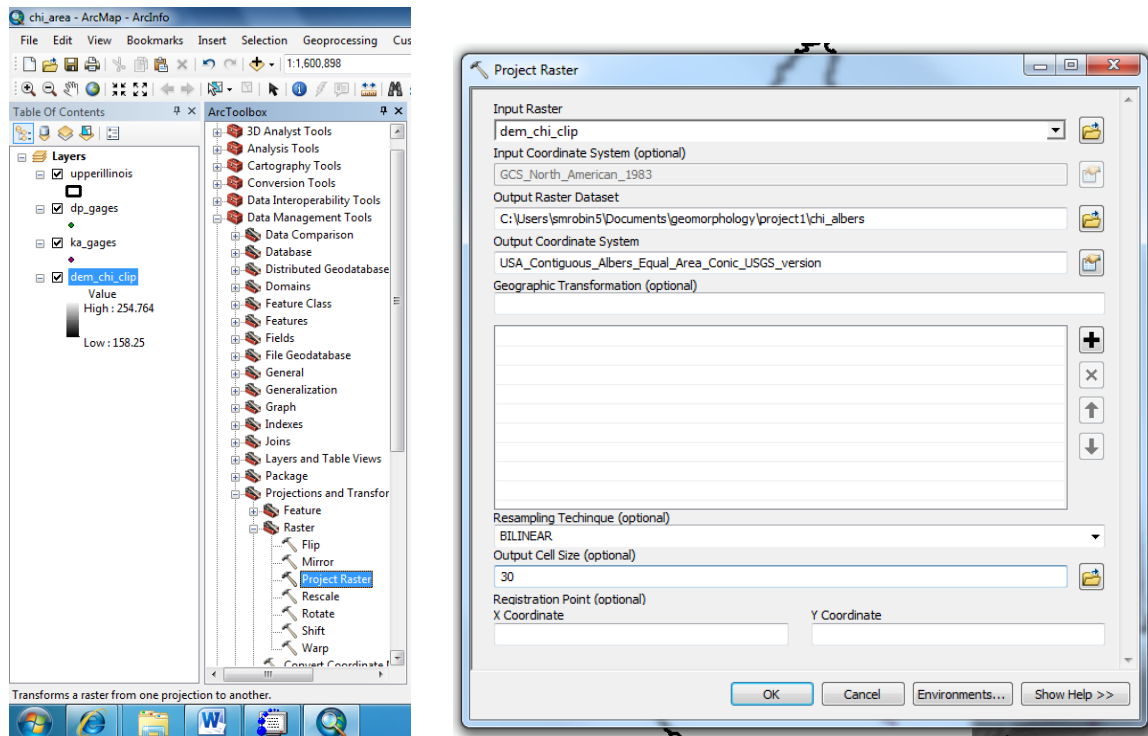 chi_area - ArcMap - ArcInfo
File Edit View Bookmarks Insert Selection Geoprocessing Cus
1:1,600,898
Table Of Contents
Layers
upperillinois
dp_gages
ka_gages
dem_chi_clip
Value
High : 254.764
Low : 158.25
ArcToolbox
3D Analyst Tools
Analysis Tools
Cartography Tools
Conversion Tools
Data Interoperability Tools
Data Management Tools
Data Comparison
Database
Distributed Geodatabase
Domains
Feature Class
Features
Fields
File Geodatabase
General
Generalization
Graph
Indexes
Joins
Layers and Table Views
Package
Projections and Transfor
Feature
Raster
Flip
Mirror
Project Raster
Rescale
Rotate
Shift
Warp
Convert Coordinate
Transforms a raster from one projection to another.
Project Raster
Input Raster
dem_chi_clip
Input Coordinate System (optional)
GCS_North_American_1983
Output Raster Dataset
C:\Users\smrobin5\Documents\geomorphology\project1\chi_albers
Output Coordinate System
USA_Contiguous_Albers_Equal_Area_Conic_USGS_version
Geographic Transformation (optional)
Resampling Techinque (optional)
BILINEAR
Output Cell Size (optional)
30
Registration Point (optional)
X Coordinate Y Coordinate
OK Cancel Environments... Show Help >>